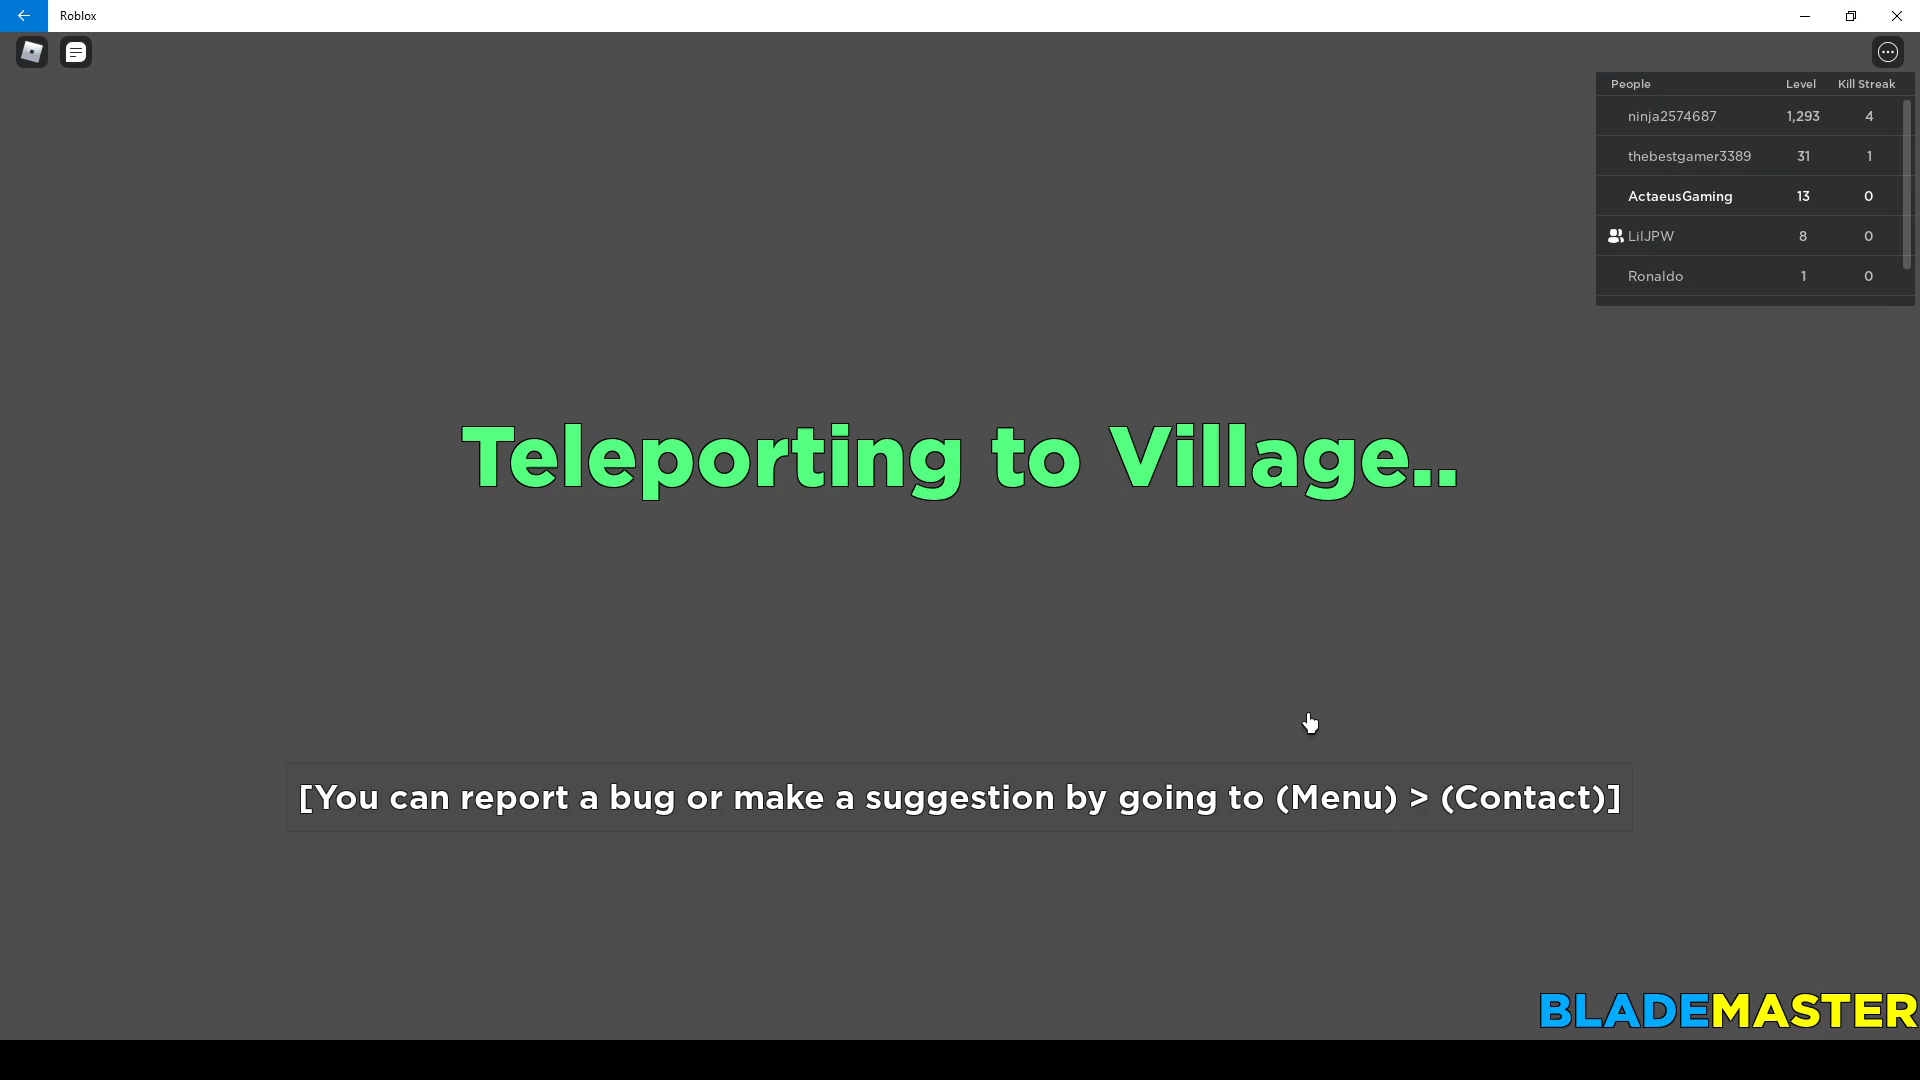 Roblox
People Level Kill Streak
ninja2574687 1,293 4
thebestgamer3389 31 1
ActaeusGaming 13 0
LilJPW 8 0
Ronaldo 1 0
Teleporting to Village..
[You can report a bug or make a suggestion by going to (Menu) > (Contact)]
BLADEMASTER